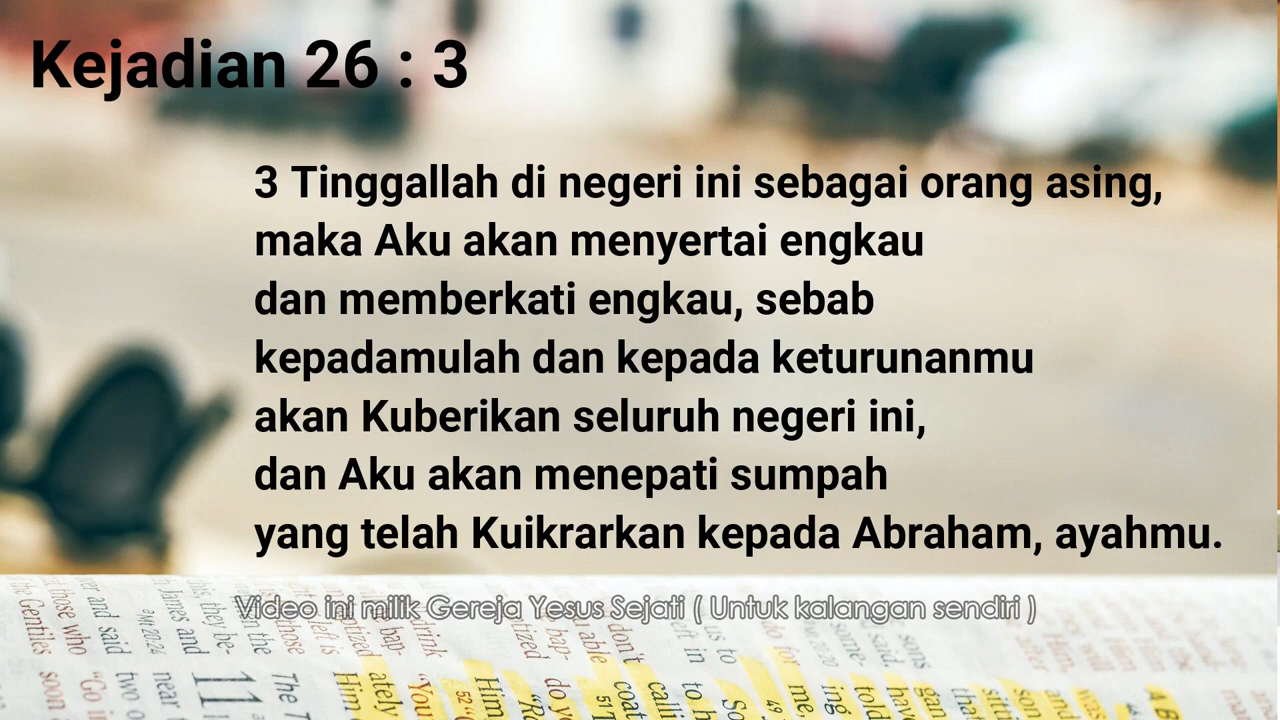 Kejadian 26 : 3
3 Tinggallah di negeri ini sebagai orang asing,
maka Aku akan menyertai engkau
dan memberkati engkau, sebab
kepadamulah dan kepada keturunanmu
akan Kuberikan seluruh negeri ini,
dan Aku akan menepati sumpah
yang telah Kuikrarkan kepada Abraham, ayahmu.
Video ini milik Gereja Yesus Sejati ( Untuk kalangan sendiri )